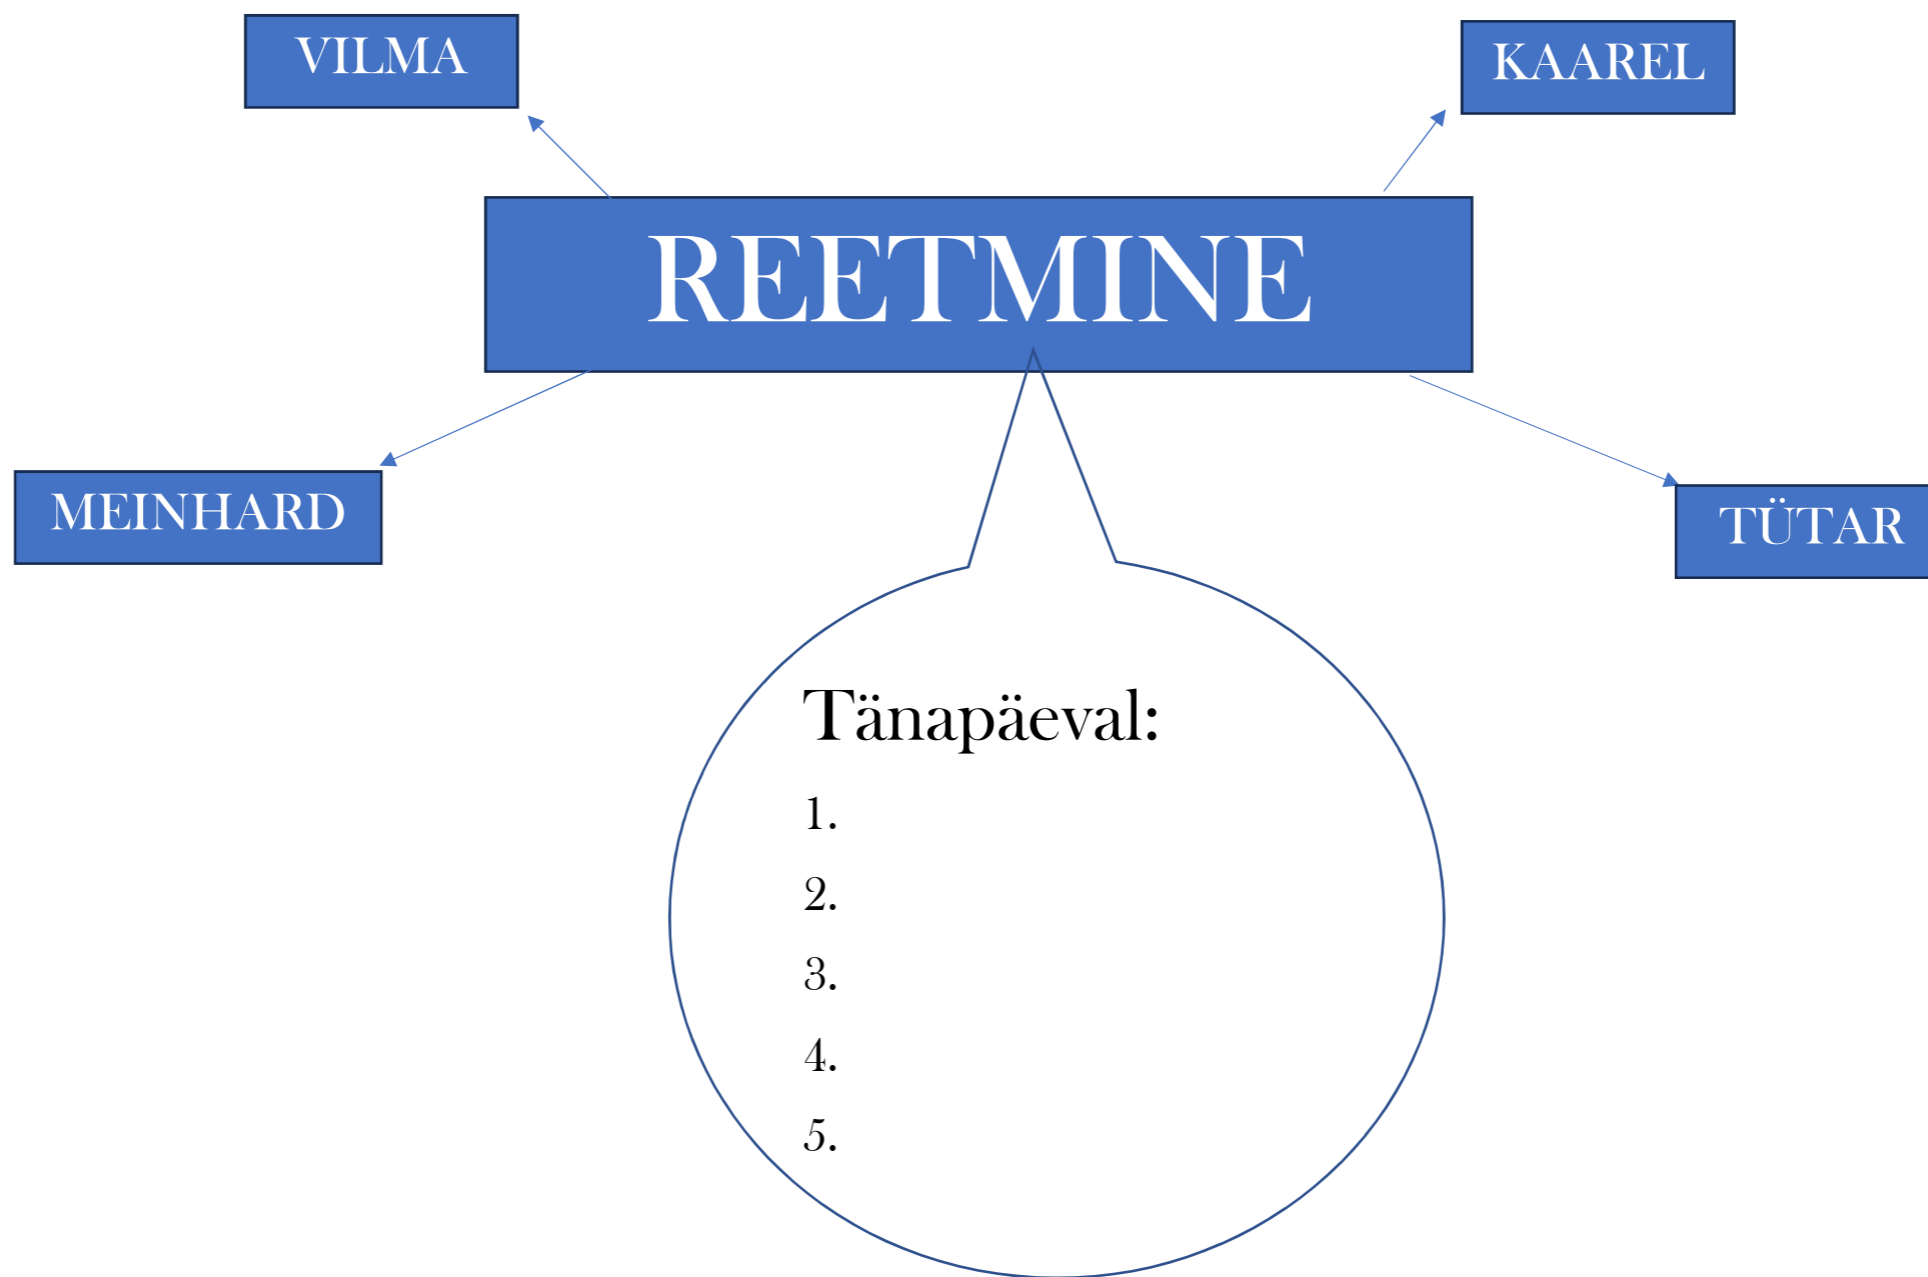 VILMA
KAAREL
REETMINE
MEINHARD
TÜTAR
Tänapäeval:
1.
2.
3.
4.
5.